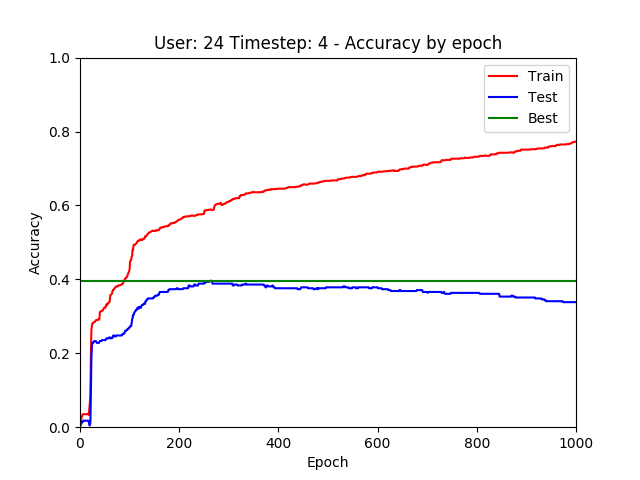 User: 24 Timestep: 4 - Accuracy by epoch
1.0
0.8
0.6
0.4
0.2
0.0
Accuracy
Train
Test
Best
0 200 400 600 800 1000
Epoch